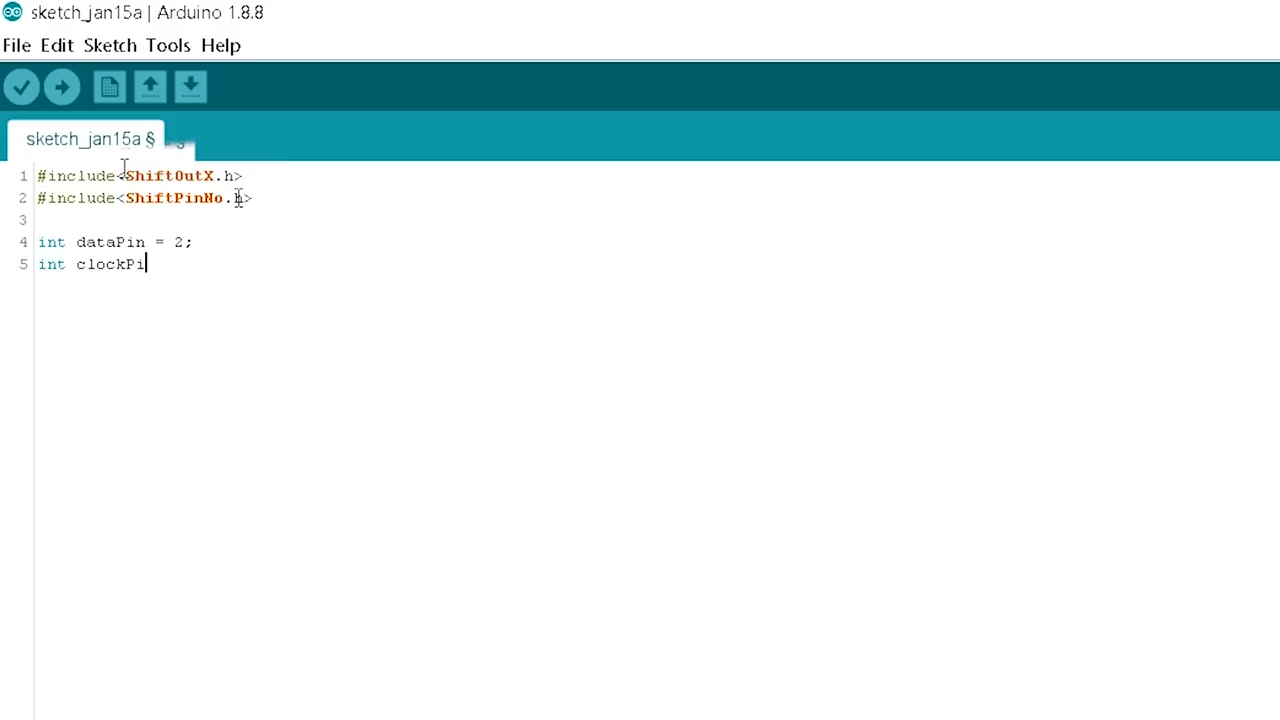 sketch_jan15a | Arduino 1.8.8
File Edit Sketch Tools Help
sketch_jan15a §
1 #include<ShiftOutX.h>
2 #include<ShiftPinNo.h>
3
4 int dataPin = 2;
5 int clockPi